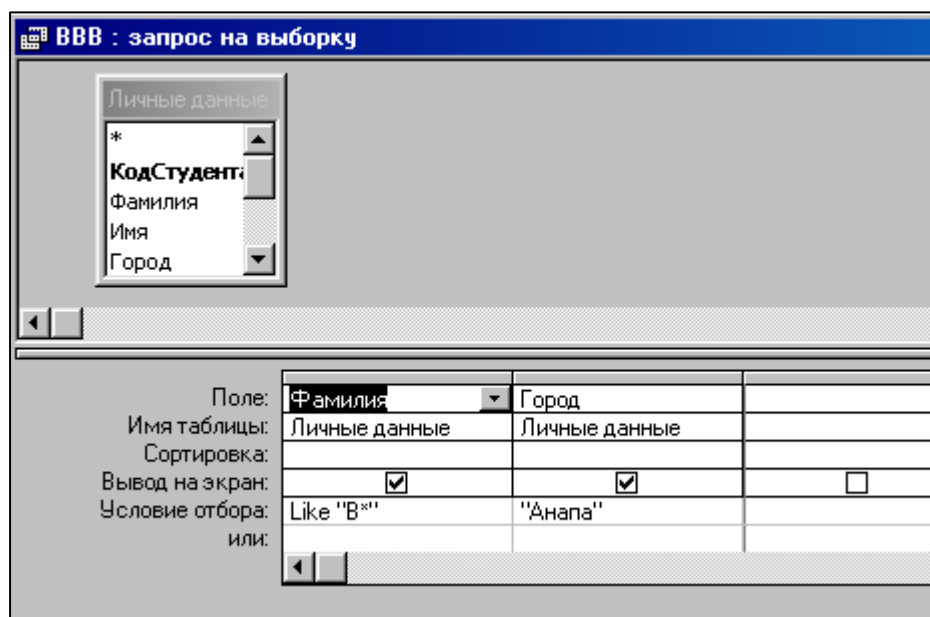 ВВВ : запрос на выборку
Личные данные
*
КодСтудента
Фамилия
Имя
Город
Поле: Фамилия Город
Имя таблицы: Личные данные Личные данные
Сортировка:
Вывод на экран:
Условие отбора: Like "В*" "Анапа"
или: